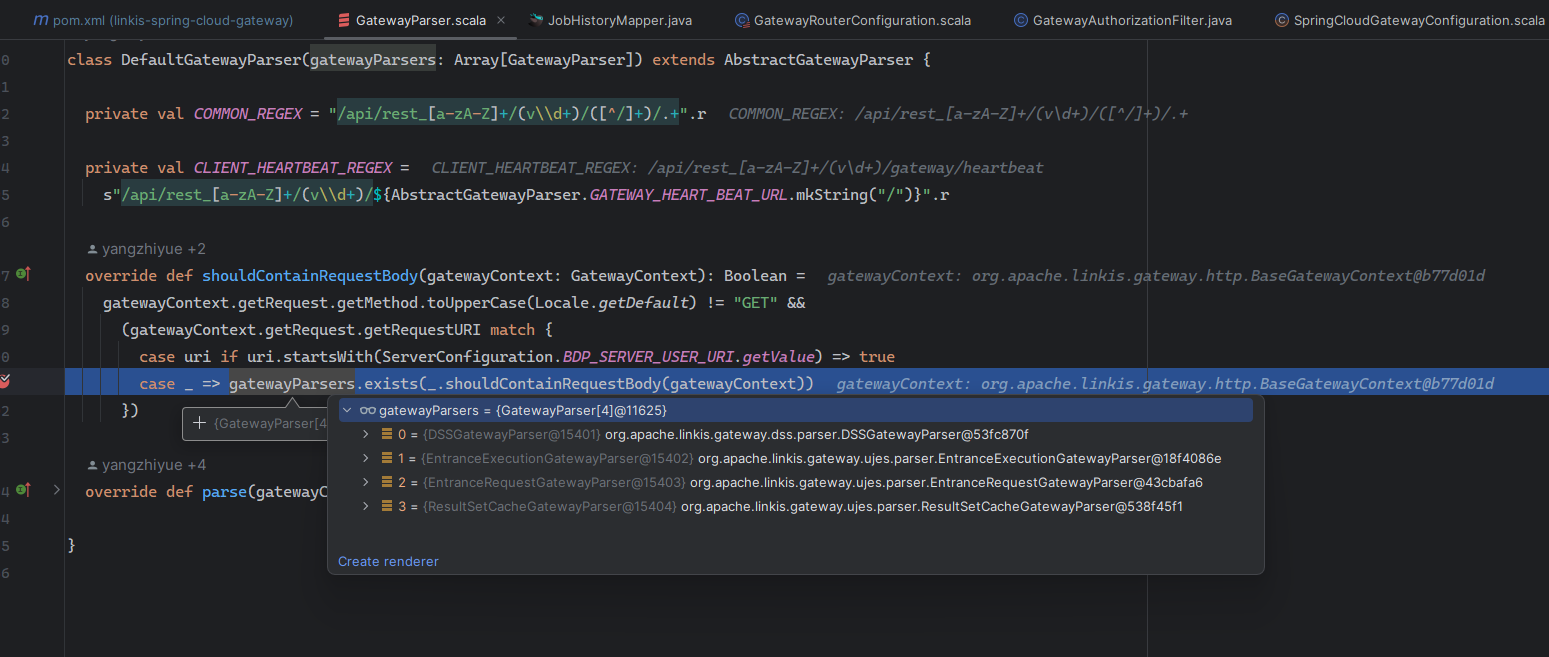 pom.xml (linkis-spring-cloud-gateway) GatewayParser.scala JobHistoryMapper.java GatewayRouterConfiguration.scala GatewayAuthorizationFilter.java SpringCloudGatewayConfiguration.scala
0 class DefaultGatewayParser(gatewayParsers: Array[GatewayParser]) extends AbstractGatewayParser {
1
2 private val COMMON_REGEX = "/api/rest_[a-zA-Z]+/(v\\d+)/([^/]+)/.+".r COMMON_REGEX: /api/rest_[a-zA-Z]+/(v\d+)/([^/]+)/.+
3
4 private val CLIENT_HEARTBEAT_REGEX = CLIENT_HEARTBEAT_REGEX: /api/rest_[a-zA-Z]+/(v\d+)/gateway/heartbeat
5 s"/api/rest_[a-zA-Z]+/(v\\d+)/${AbstractGatewayParser.GATEWAY_HEART_BEAT_URL.mkString("/")}".r
6
yangzhiyue +2
7 override def shouldContainRequestBody(gatewayContext: GatewayContext): Boolean = gatewayContext: org.apache.linkis.gateway.http.BaseGatewayContext@b77d01d
8 gatewayContext.getRequest.getMethod.toUpperCase(Locale.getDefault) != "GET" &&
9 (gatewayContext.getRequest.getRequestURI match {
0 case uri if uri.startsWith(ServerConfiguration.BDP_SERVER_USER_URI.getValue) => true
case _ => gatewayParsers.exists(_.shouldContainRequestBody(gatewayContext)) gatewayContext: org.apache.linkis.gateway.http.BaseGatewayContext@b77d01d
2 })
{GatewayParser[4
gatewayParsers = {GatewayParser[4]@11625}
0 = {DSSGatewayParser@15401} org.apache.linkis.gateway.dss.parser.DSSGatewayParser@53fc870f
1 = {EntranceExecutionGatewayParser@15402} org.apache.linkis.gateway.ujes.parser.EntranceExecutionGatewayParser@18f4086e
2 = {EntranceRequestGatewayParser@15403} org.apache.linkis.gateway.ujes.parser.EntranceRequestGatewayParser@43cbafa6
3 = {ResultSetCacheGatewayParser@15404} org.apache.linkis.gateway.ujes.parser.ResultSetCacheGatewayParser@538f45f1
Create renderer
3
yangzhiyue +4
4 override def parse(gatewayC
4
5 }
6